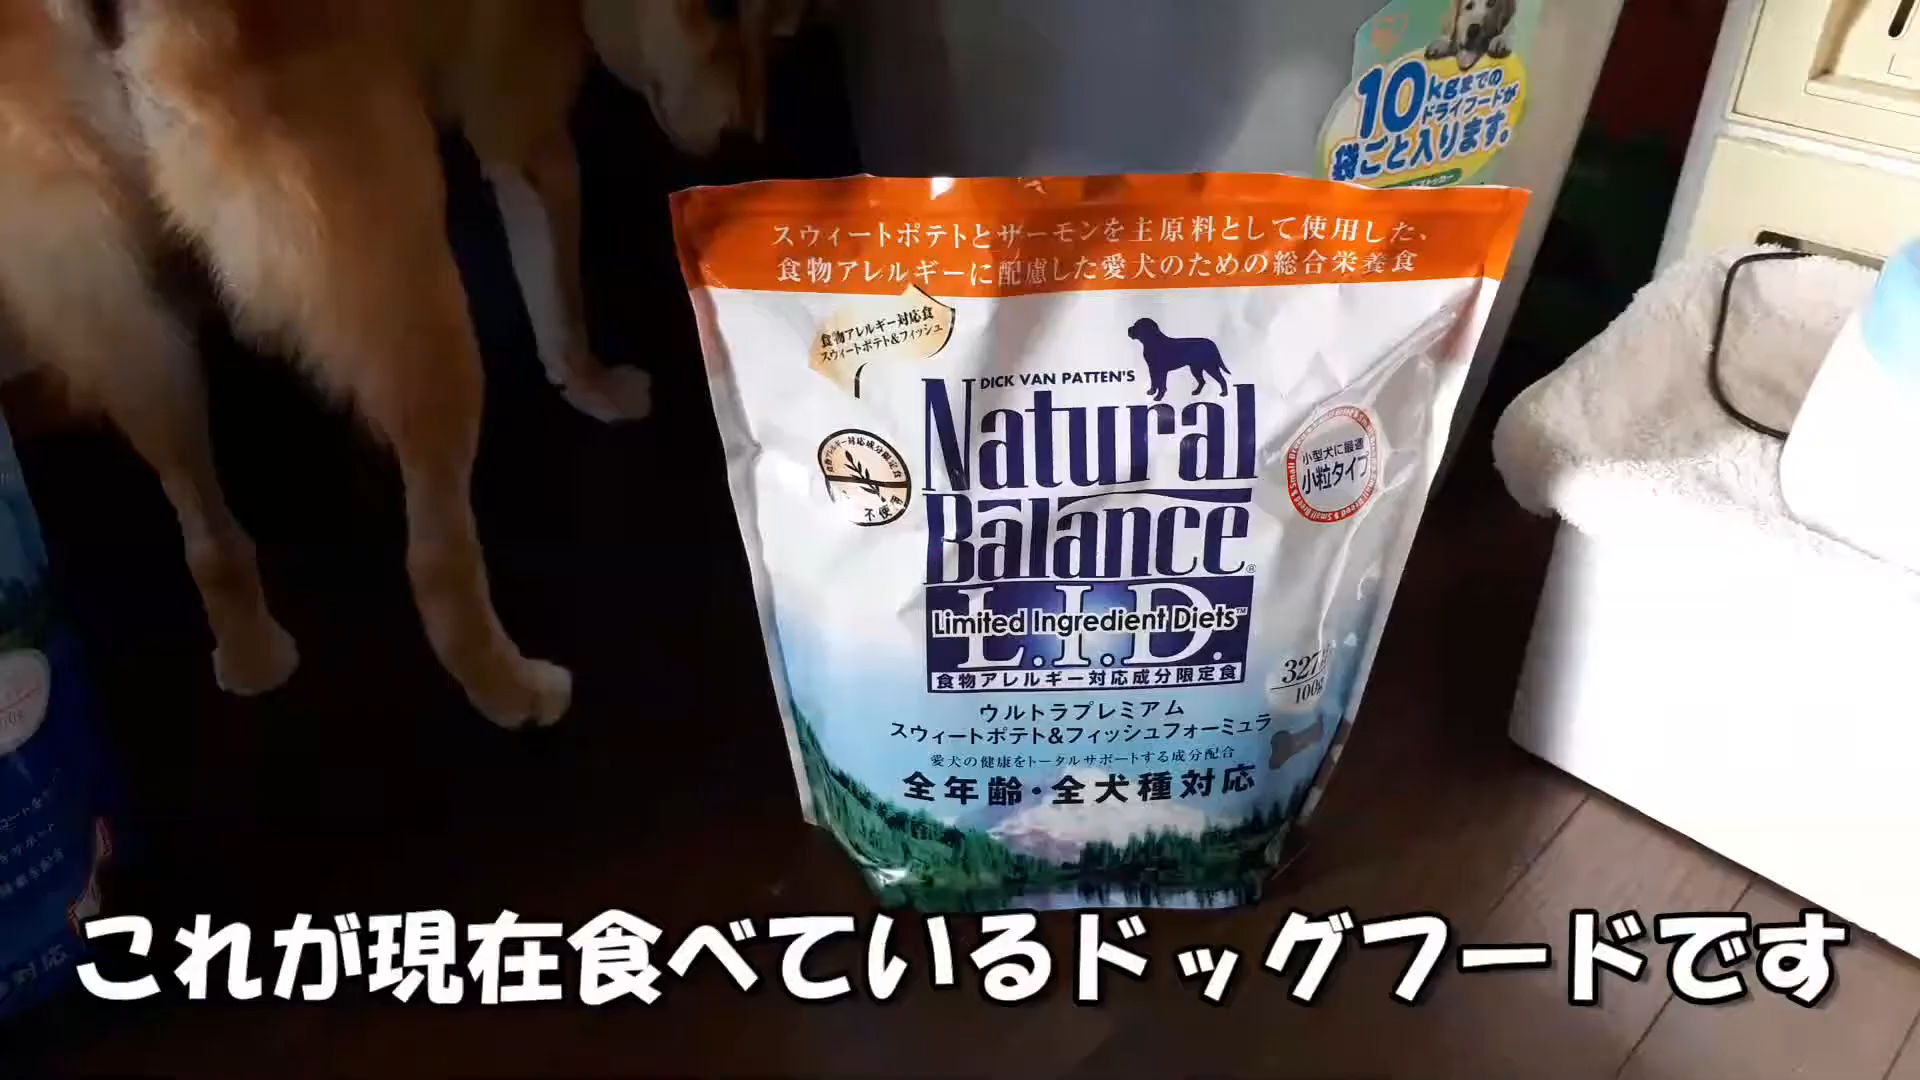 10kgまでの
ドライフードが
袋ごと入ります。
スウィートポテトとサーモンを主原料として使用した、
食物アレルギーに配慮した愛犬のための総合栄養食
食物アレルギー対応食
スウィートポテト&フィッシュ
DICK VAN PATTEN'S
Natural
Balance®
不使用
小型犬に最適
小粒タイプ
L.I.D.
Limited Ingredient Diets™
食物アレルギー対応成分限定食
327
100g
ウルトラプレミアム
スウィートポテト&フィッシュフォーミュラ
愛犬の健康をトータルサポートする成分配合
全年齢・全犬種対応
対応
これが現在食べているドッグフードです